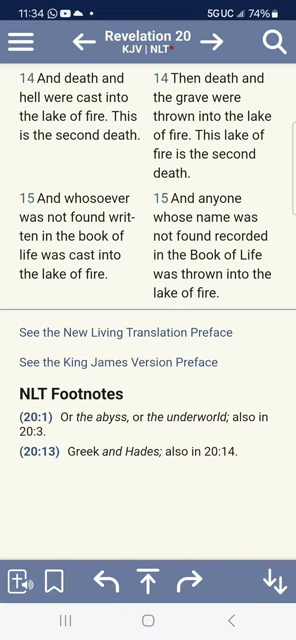 11:34
5G UC 74%
Revelation 20
KJV | NLT*
14 And death and
hell were cast into
the lake of fire. This
is the second death.
14 Then death and
the grave were
thrown into the lake
of fire. This lake of
fire is the second
death.
15 And whosoever
was not found writ-
ten in the book of
life was cast into
the lake of fire.
15 And anyone
whose name was
not found recorded
in the Book of Life
was thrown into the
lake of fire.
See the New Living Translation Preface
See the King James Version Preface
NLT Footnotes
(20:1) Or the abyss, or the underworld; also in
20:3.
(20:13) Greek and Hades; also in 20:14.